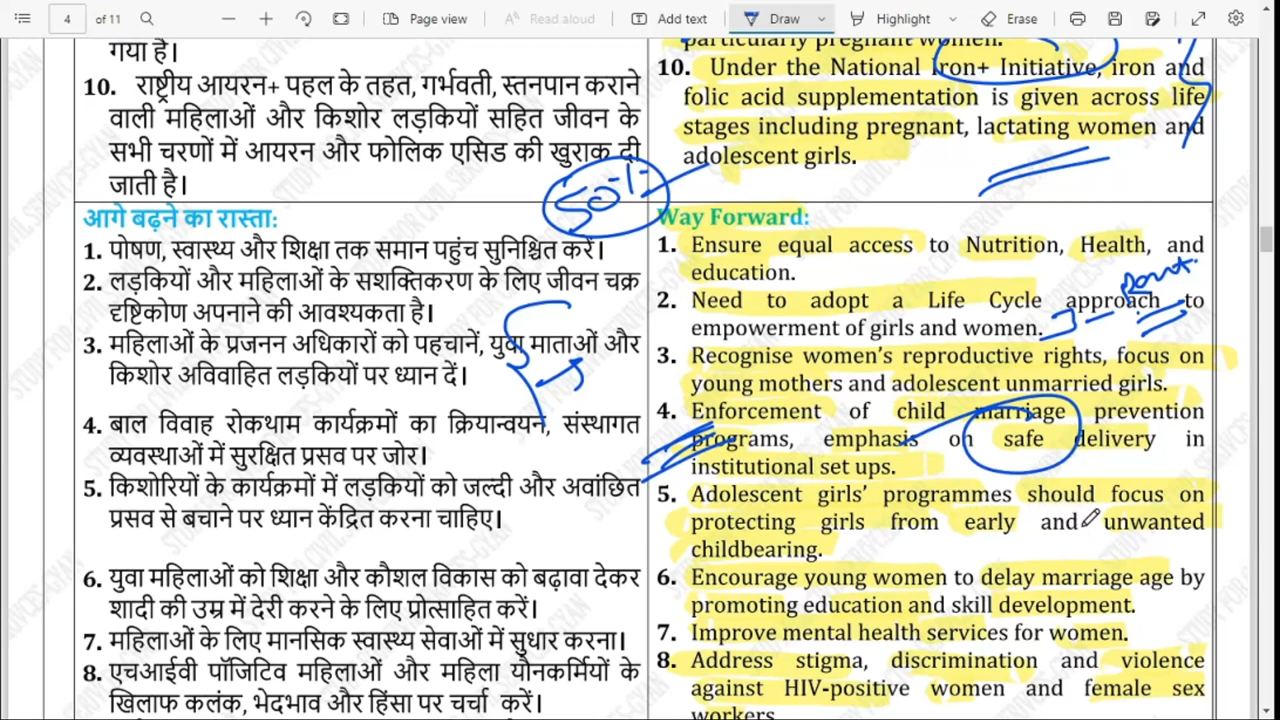 4 of 11
Page view
Read aloud
Add text
Draw
Highlight
Erase
गया है।
10. राष्ट्रीय आयरन+ पहल के तहत, गर्भवती, स्तनपान कराने
वाली महिलाओं और किशोर लड़कियों सहित जीवन के
सभी चरणों में आयरन और फोलिक एसिड की खुराक दी
जाती है।
आगे बढ़ने का रास्ता:
1. पोषण, स्वास्थ्य और शिक्षा तक समान पहुंच सुनिश्चित करें।
2. लड़कियों और महिलाओं के सशक्तिकरण के लिए जीवन चक्र
दृष्टिकोण अपनाने की आवश्यकता है।
3. महिलाओं के प्रजनन अधिकारों को पहचानें, युवा माताओं और
किशोर अविवाहित लड़कियों पर ध्यान दें।
4. बाल विवाह रोकथाम कार्यक्रमों का क्रियान्वयन, संस्थागत
व्यवस्थाओं में सुरक्षित प्रसव पर जोर।
5. किशोरियों के कार्यक्रमों में लड़कियों को जल्दी और अवांछित
प्रसव से बचाने पर ध्यान केंद्रित करना चाहिए।
6. युवा महिलाओं को शिक्षा और कौशल विकास को बढ़ावा देकर
शादी की उम्र में देरी करने के लिए प्रोत्साहित करें।
7. महिलाओं के लिए मानसिक स्वास्थ्य सेवाओं में सुधार करना।
8. एचआईवी पॉजिटिव महिलाओं और महिला यौनकर्मियों के
खिलाफ कलंक, भेदभाव और हिंसा पर चर्चा करें।
particularly pregnant women.
10. Under the National Iron+ Initiative, iron and
folic acid supplementation is given across life
stages including pregnant, lactating women and
adolescent girls.
50%
Way Forward:
1. Ensure equal access to Nutrition, Health, and
education.
2. Need to adopt a Life Cycle approach to
empowerment of girls and women.
3. Recognise women's reproductive rights, focus on
young mothers and adolescent unmarried girls.
4. Enforcement of child marriage prevention
programs, emphasis on safe delivery in
institutional set ups.
5. Adolescent girls' programmes should focus on
protecting girls from early and unwanted
childbearing.
6. Encourage young women to delay marriage age by
promoting education and skill development.
7. Improve mental health services for women.
8. Address stigma, discrimination and violence
against HIV-positive women and female sex
workers.